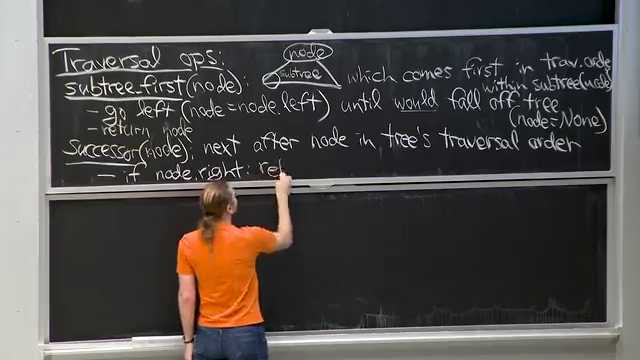 Traversal ops:
node
subtree
subtree_first(node): which comes first in trav. order
within subtree(node)
- go left (node = node.left) until would fall off tree
(node = None)
- return node
successor(node): next after node in tree's traversal order
- if node.right: ret